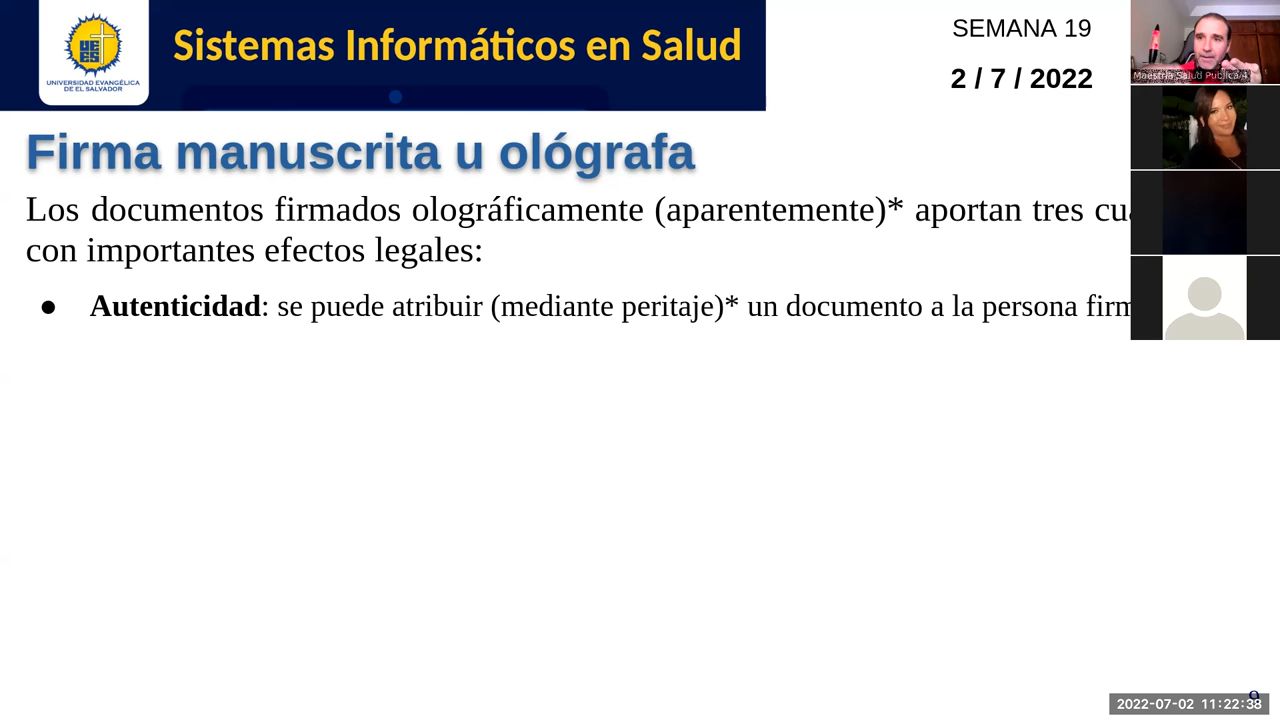 Sistemas Informáticos en Salud
UNIVERSIDAD EVANGÉLICA
DE EL SALVADOR
SEMANA 19
2 / 7 / 2022
Maestría Salud Publica/4
Firma manuscrita u ológrafa
Los documentos firmados olográficamente (aparentemente)* aportan tres
con importantes efectos legales:
● Autenticidad: se puede atribuir (mediante peritaje)* un documento a la persona
9
2022-07-02 11:22:38